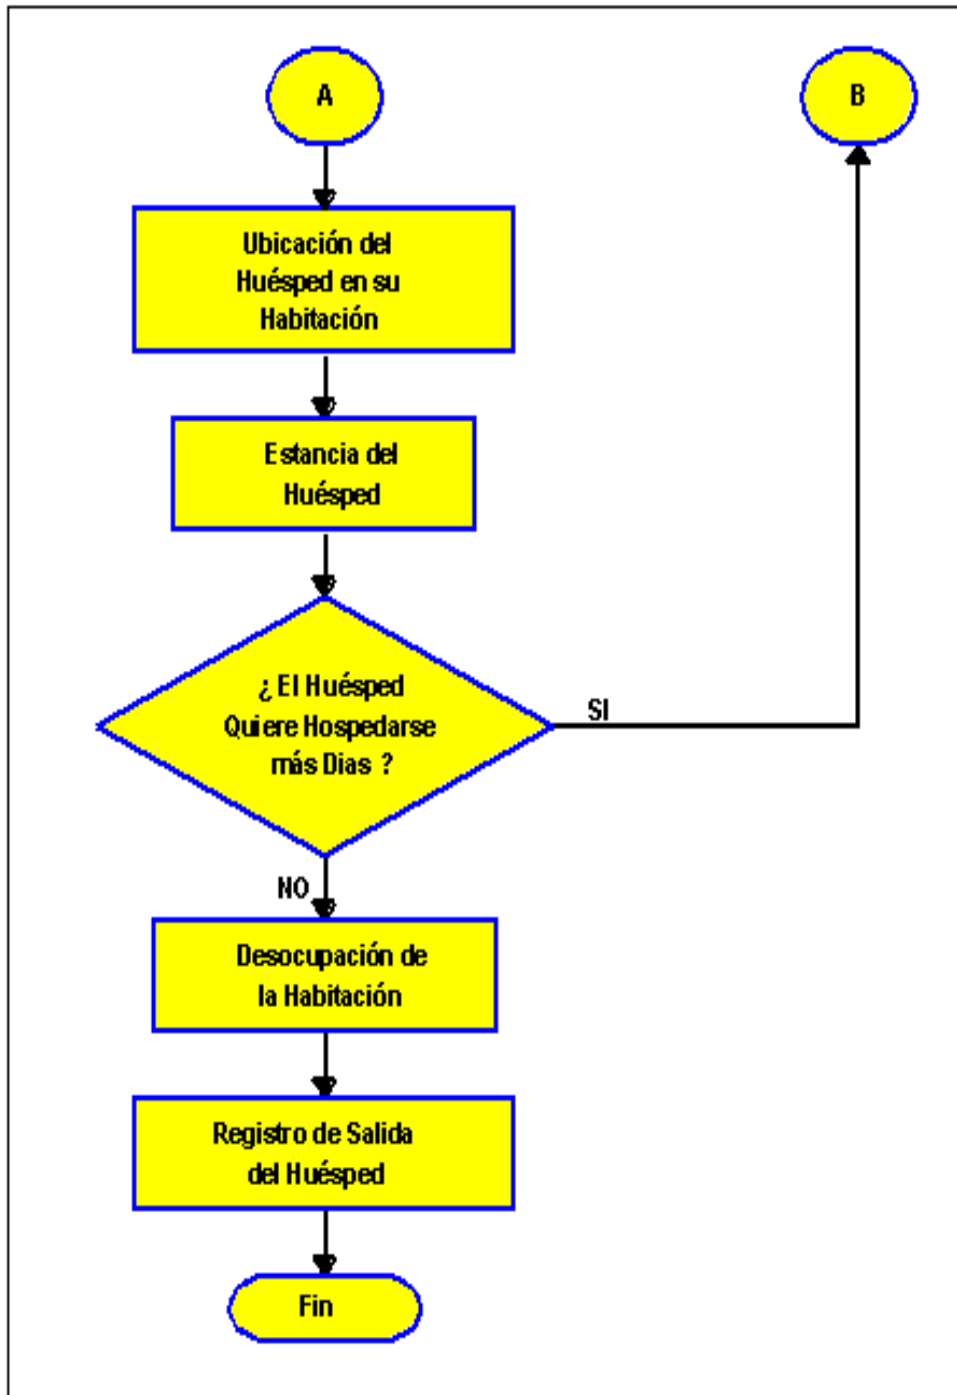 A
B
Ubicación del
Huésped en su
Habitación
Estancia del
Huésped
¿ El Huésped
Quiere Hospedarse
más Dias ?
SI
NO
Desocupación de
la Habitación
Registro de Salida
del Huésped
Fin